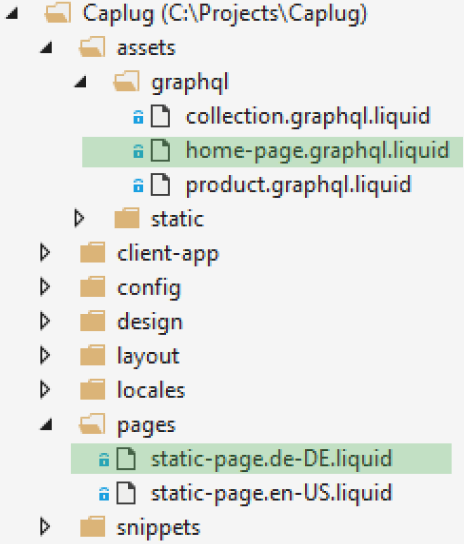 Caplug (C:\Projects\Caplug)
assets
graphql
collection.graphql.liquid
home-page.graphql.liquid
product.graphql.liquid
static
client-app
config
design
layout
locales
pages
static-page.de-DE.liquid
static-page.en-US.liquid
snippets